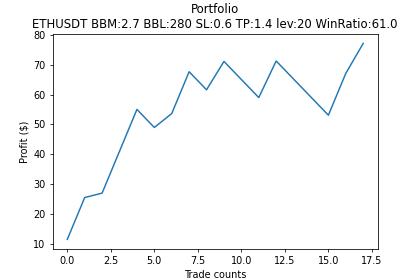 Portfolio
ETHUSDT BBM:2.7 BBL:280 SL:0.6 TP:1.4 lev:20 WinRatio:61.0
80
70
60
50
40
30
20
10
Profit ($)
0.0 2.5 5.0 7.5 10.0 12.5 15.0 17.5
Trade counts